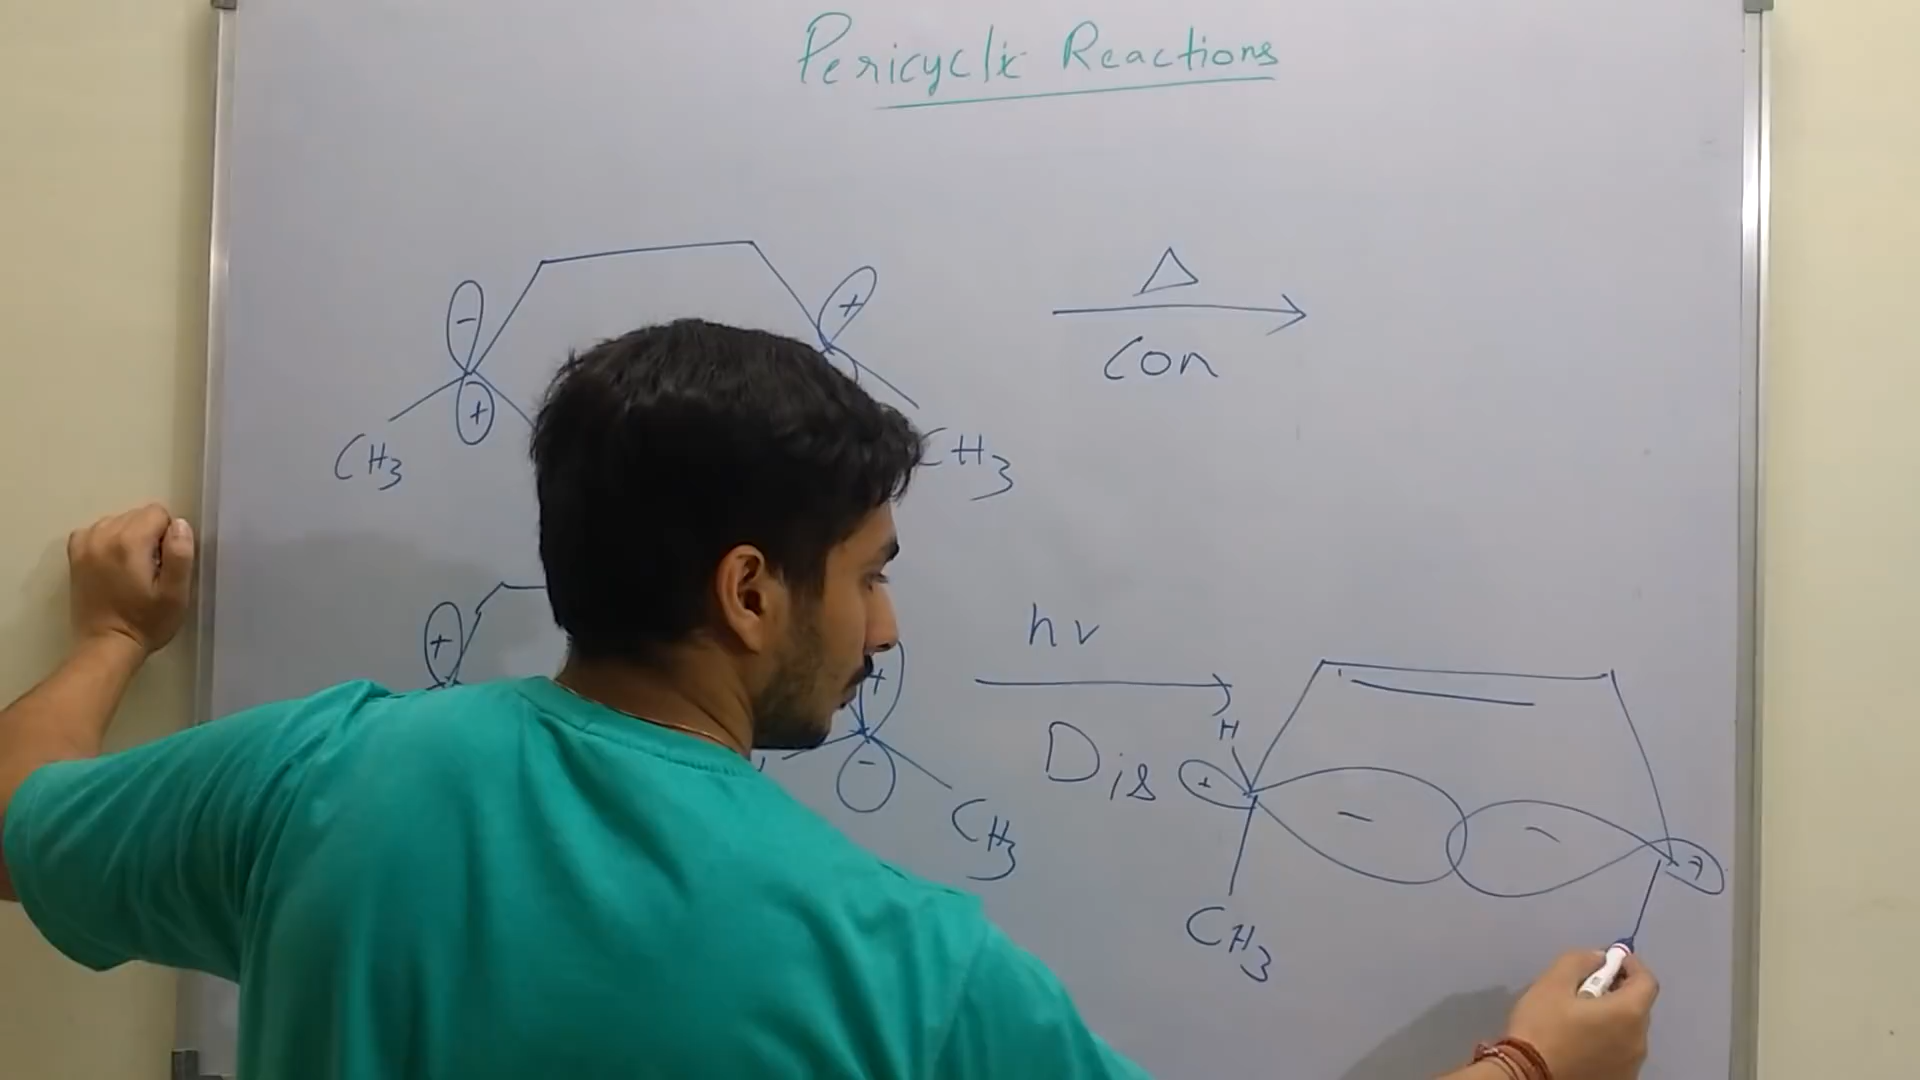 Pericyclic Reactions
- +
Δ
+
Con
CH3 CH3
hν
+ +
H
Dis + - - +
-
CH3
CH3